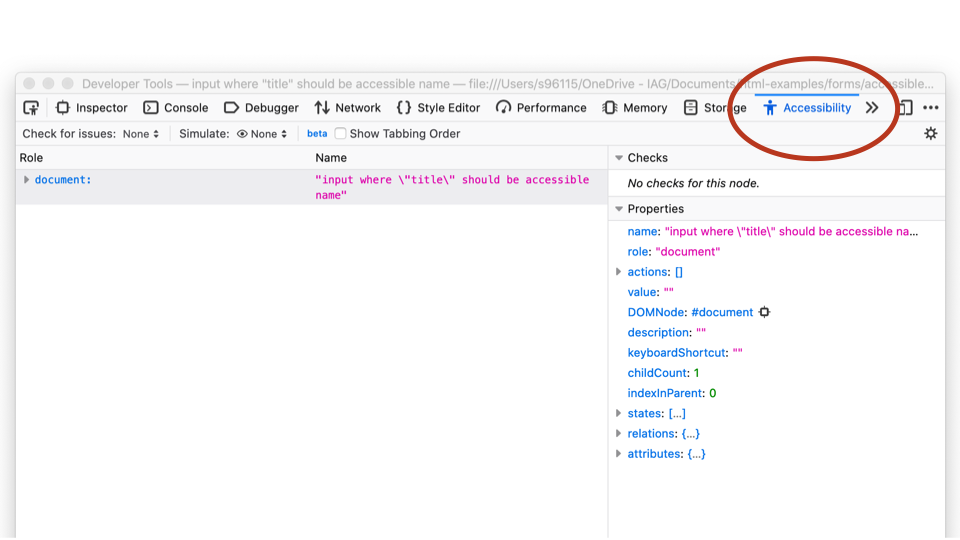 Developer Tools — input where "title" should be accessible name — file:///Users/s96115/OneDrive - IAG/Documents/html-examples/forms/accessible...
Inspector Console Debugger Network Style Editor Performance Memory Storage Accessibility
Check for issues: None Simulate: None beta Show Tabbing Order
Role Name
document: "input where \"title\" should be accessible
name"
Checks
No checks for this node.
Properties
name: "input where \"title\" should be accessible na...
role: "document"
actions: []
value: ""
DOMNode: #document
description: ""
keyboardShortcut: ""
childCount: 1
indexInParent: 0
states: [...]
relations: {...}
attributes: {...}